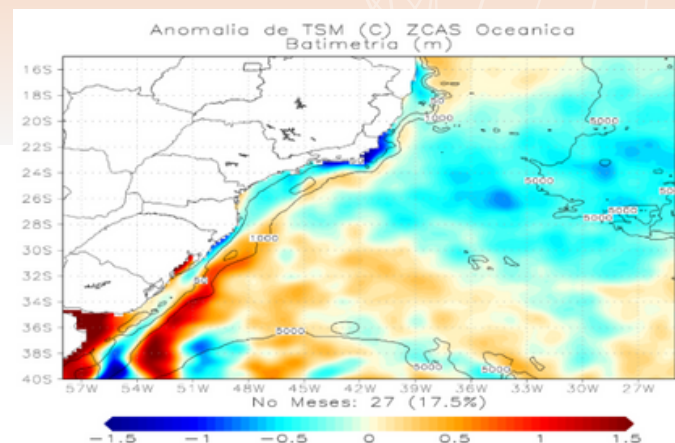 Anomalia de TSM (C) ZCAS Oceanica
Batimetria (m)
16S
18S
20S
22S
24S
26S
28S
30S
32S
34S
36S
38S
40S
1000
5000
5000
5000
5000
5000
1000
50
5000
5000
5000
57W 54W 51W 48W 45W 42W 39W 36W 33W 30W 27W
No Meses: 27 (17.5%)
−1.5 −1 −0.5 0 0.5 1 1.5